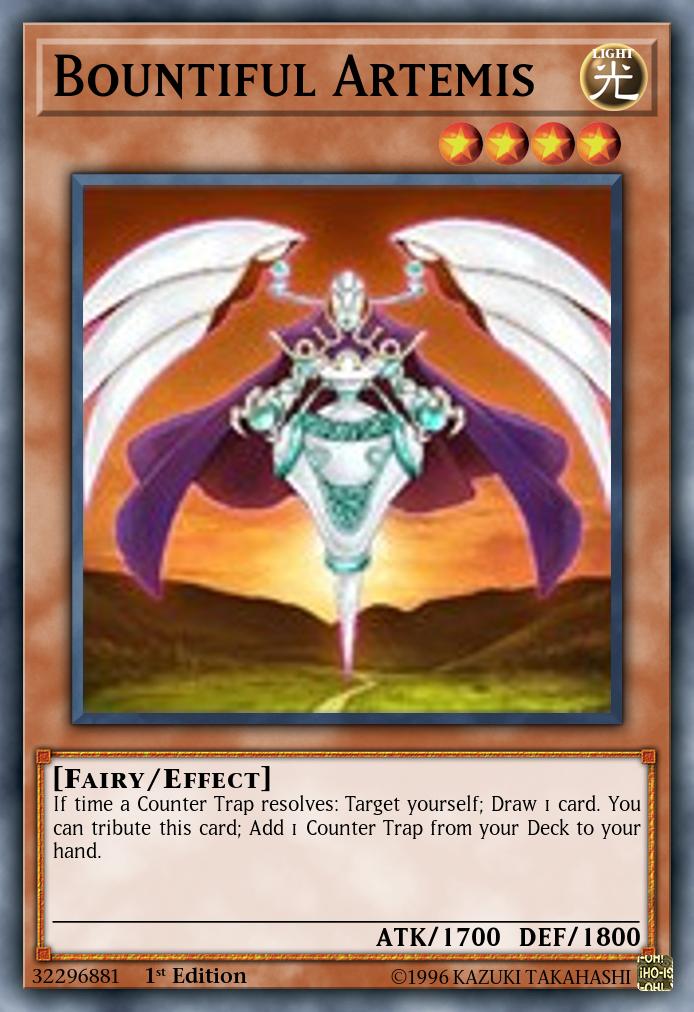 Bountiful Artemis
LIGHT
光
[Fairy/Effect]
If time a Counter Trap resolves: Target yourself; Draw 1 card. You
can tribute this card; Add 1 Counter Trap from your Deck to your
hand.
ATK/1700 DEF/1800
32296881 1st Edition ©1996 KAZUKI TAKAHASHI